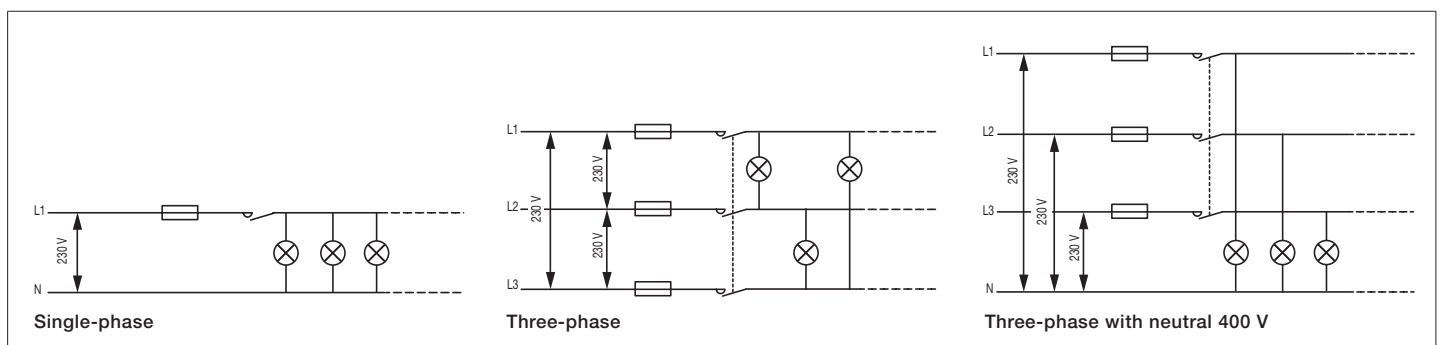 L1
230 V
N
Single-phase
L1
230 V
L2
230 V
230 V
L3
Three-phase
L1
L2
230 V
230 V
L3
230 V
N
Three-phase with neutral 400 V